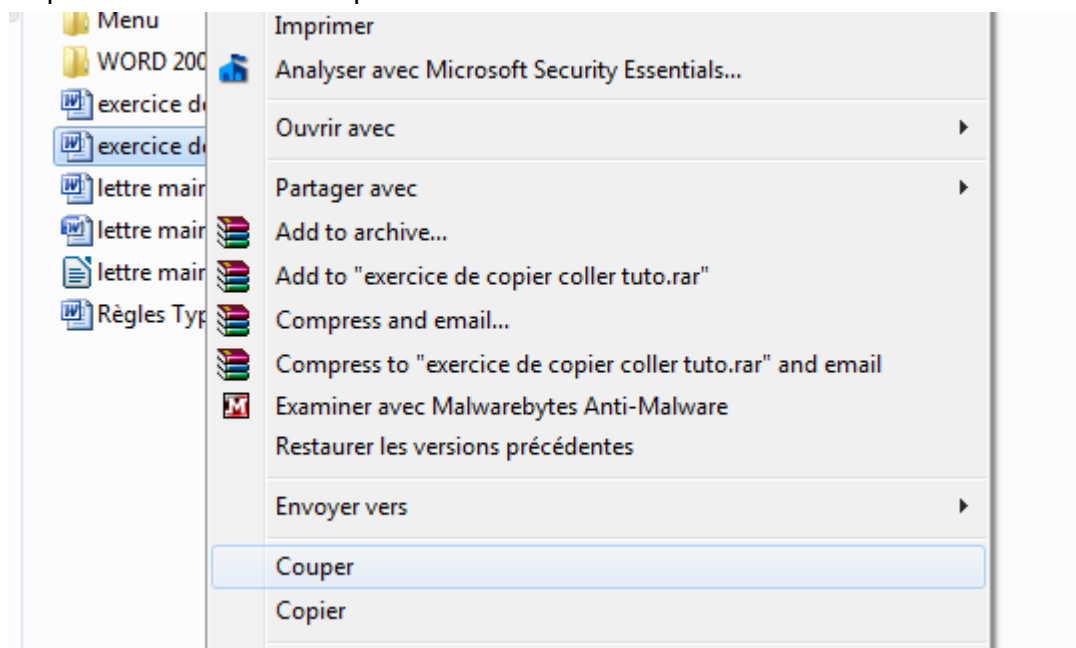 Menu
WORD 200
exercice de
exercice de
lettre mair
lettre mair
lettre mair
Règles Typ
Imprimer
Analyser avec Microsoft Security Essentials...
Ouvrir avec
Partager avec
Add to archive...
Add to "exercice de copier coller tuto.rar"
Compress and email...
Compress to "exercice de copier coller tuto.rar" and email
Examiner avec Malwarebytes Anti-Malware
Restaurer les versions précédentes
Envoyer vers
Couper
Copier